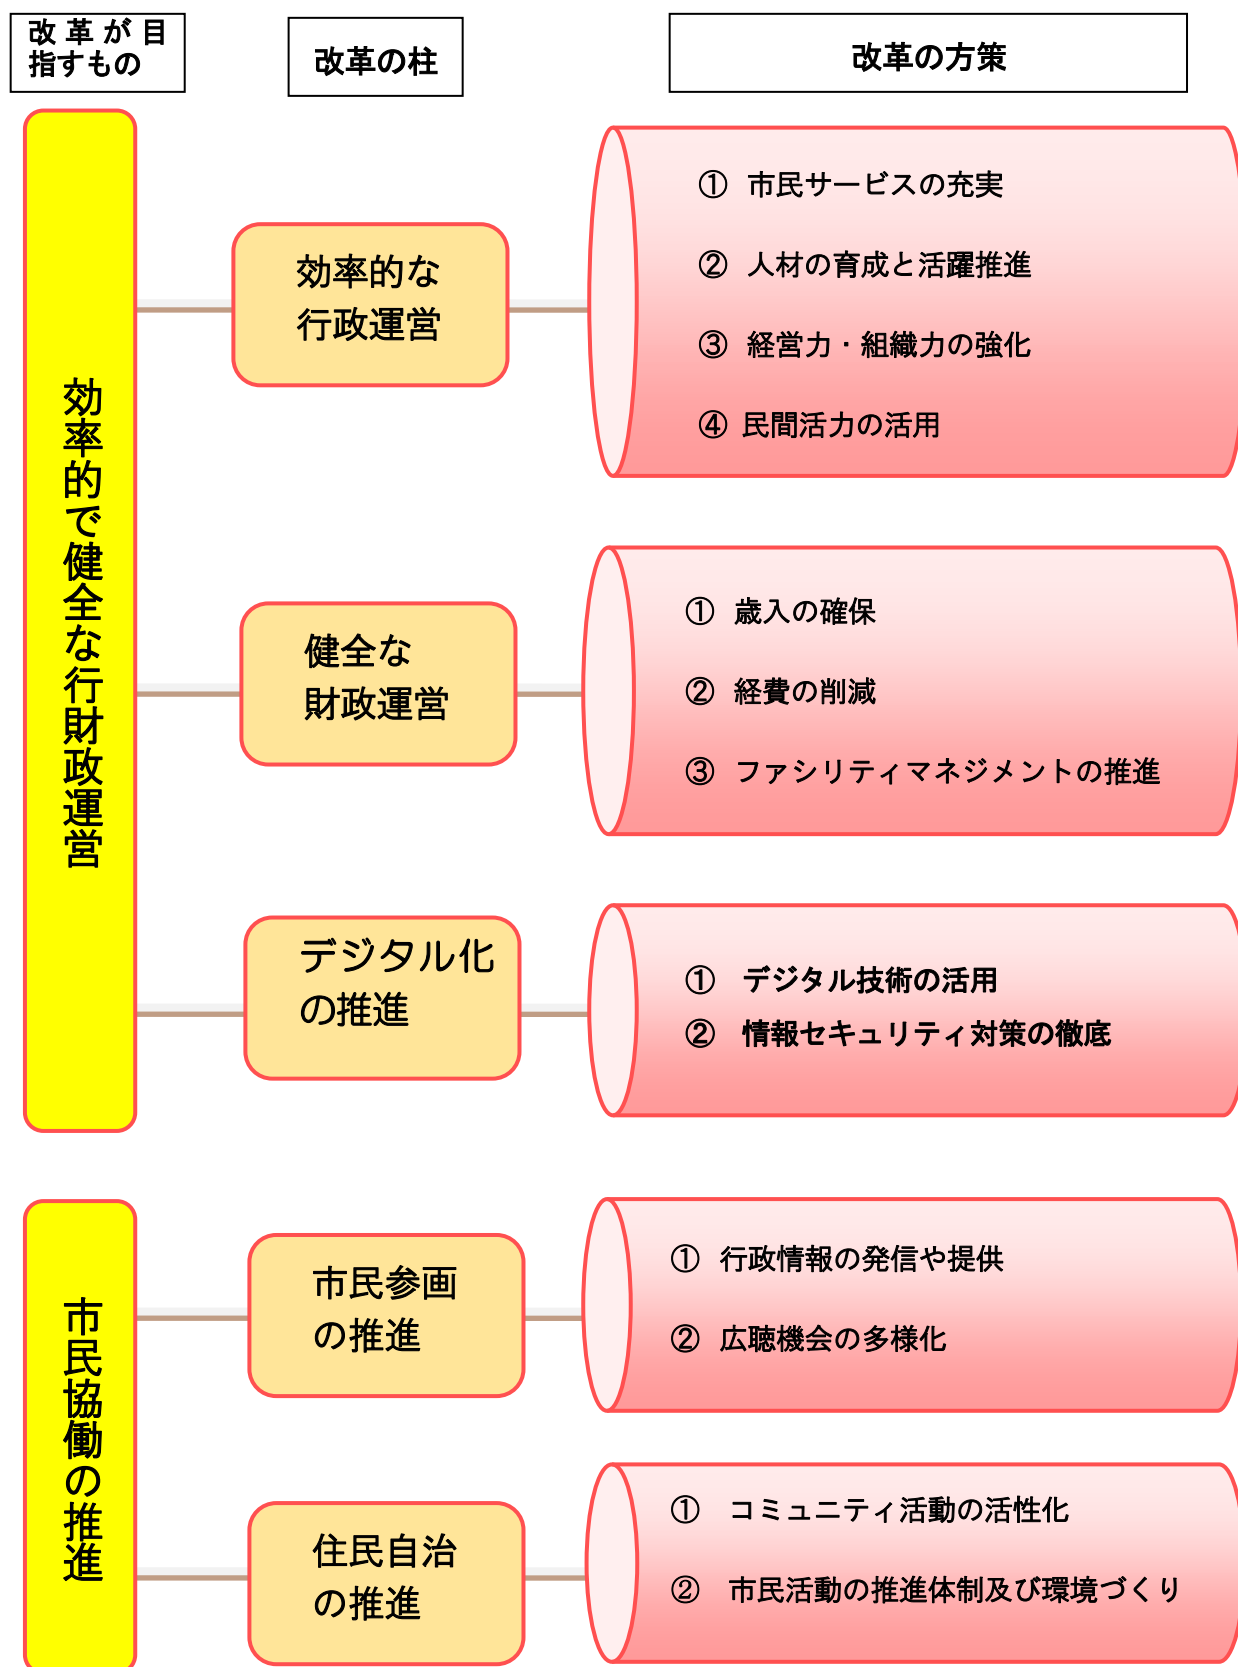 改革が目
指すもの
改革の柱
改革の方策
効率的で健全な行財政運営
効率的な
行政運営
① 市民サービスの充実
② 人材の育成と活躍推進
③ 経営力・組織力の強化
④ 民間活力の活用
健全な
財政運営
① 歳入の確保
② 経費の削減
③ ファシリティマネジメントの推進
デジタル化
の推進
① デジタル技術の活用
② 情報セキュリティ対策の徹底
市民協働の推進
市民参画
の推進
① 行政情報の発信や提供
② 広聴機会の多様化
住民自治
の推進
① コミュニティ活動の活性化
② 市民活動の推進体制及び環境づくり